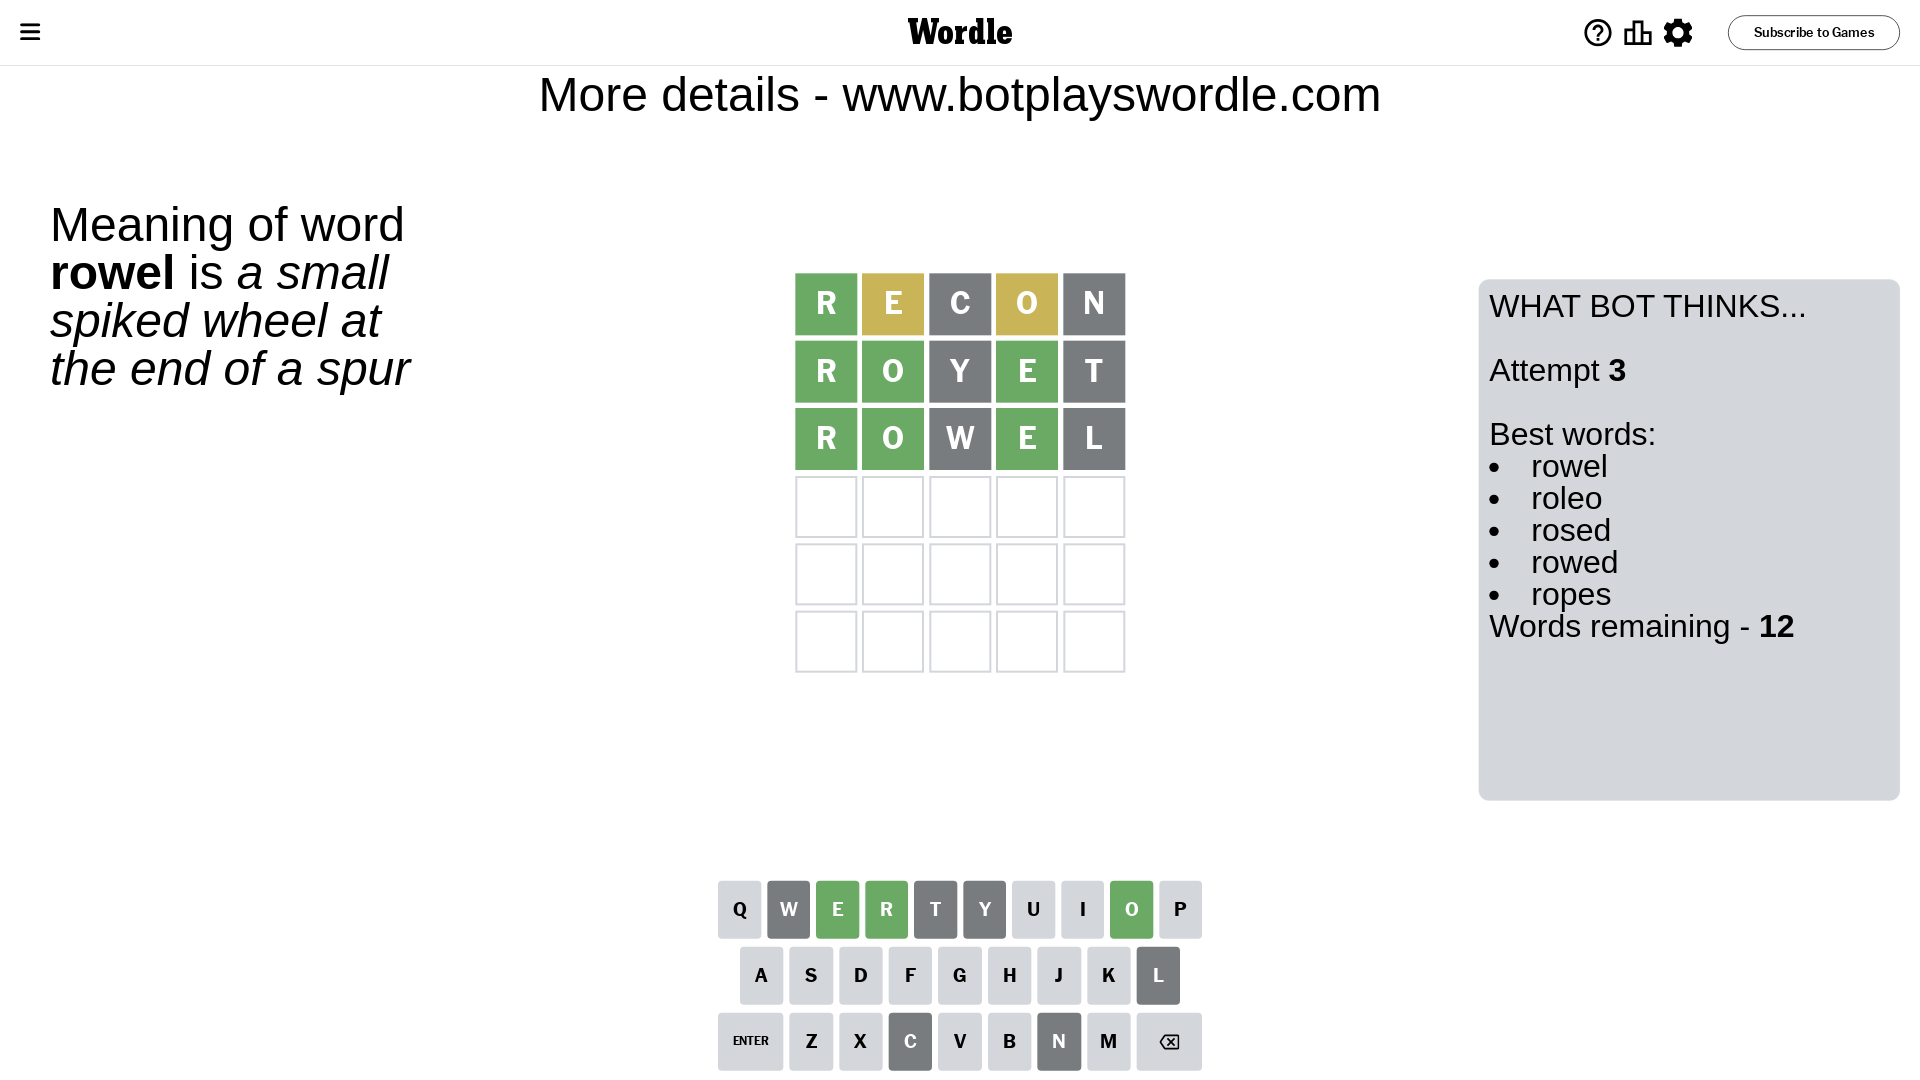 Wordle
Subscribe to Games
More details - www.botplayswordle.com
Meaning of word
rowel is a small
spiked wheel at
the end of a spur
R E C O N
R O Y E T
R O W E L
WHAT BOT THINKS...
Attempt 3
Best words:
• rowel
• roleo
• rosed
• rowed
• ropes
Words remaining - 12
Q W E R T Y U I O P
A S D F G H J K L
ENTER Z X C V B N M